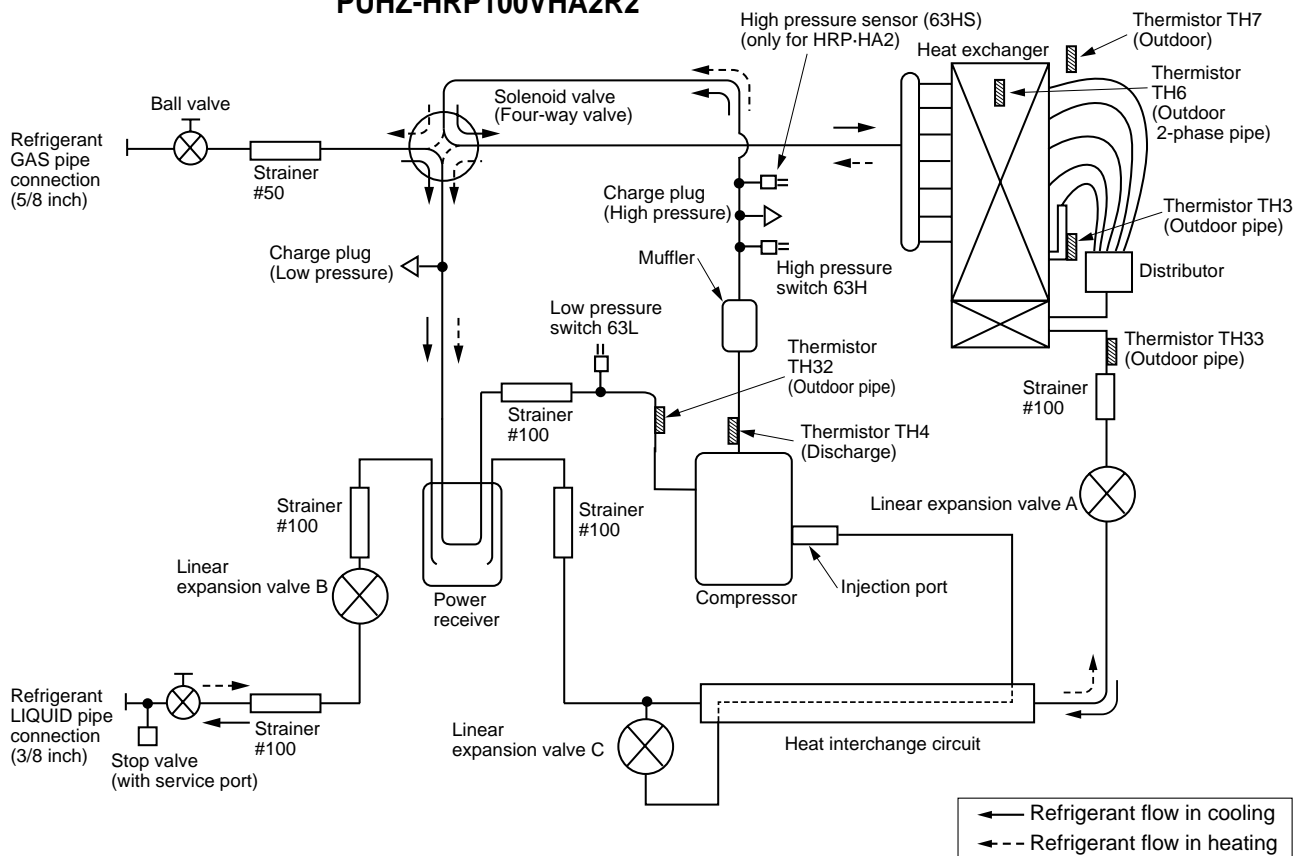 PUHZ-HRP100VHA2R2
High pressure sensor (63HS)
(only for HRP·HA2)
Heat exchanger
Thermistor TH7
(Outdoor)
Thermistor
TH6
(Outdoor
2-phase pipe)
Ball valve
Solenoid valve
(Four-way valve)
Refrigerant
GAS pipe
connection
(5/8 inch)
Strainer
#50
Charge plug
(High pressure)
Thermistor TH3
(Outdoor pipe)
Charge plug
(Low pressure)
Muffler
High pressure
switch 63H
Distributor
Low pressure
switch 63L
Thermistor
TH32
(Outdoor pipe)
Thermistor TH33
(Outdoor pipe)
Strainer
#100
Strainer
#100
Thermistor TH4
(Discharge)
Strainer
#100
Strainer
#100
Linear expansion valve A
Linear
expansion valve B
Power
receiver
Compressor
Injection port
Refrigerant
LIQUID pipe
connection
(3/8 inch)
Strainer
#100
Stop valve
(with service port)
Linear
expansion valve C
Heat interchange circuit
Refrigerant flow in cooling
Refrigerant flow in heating